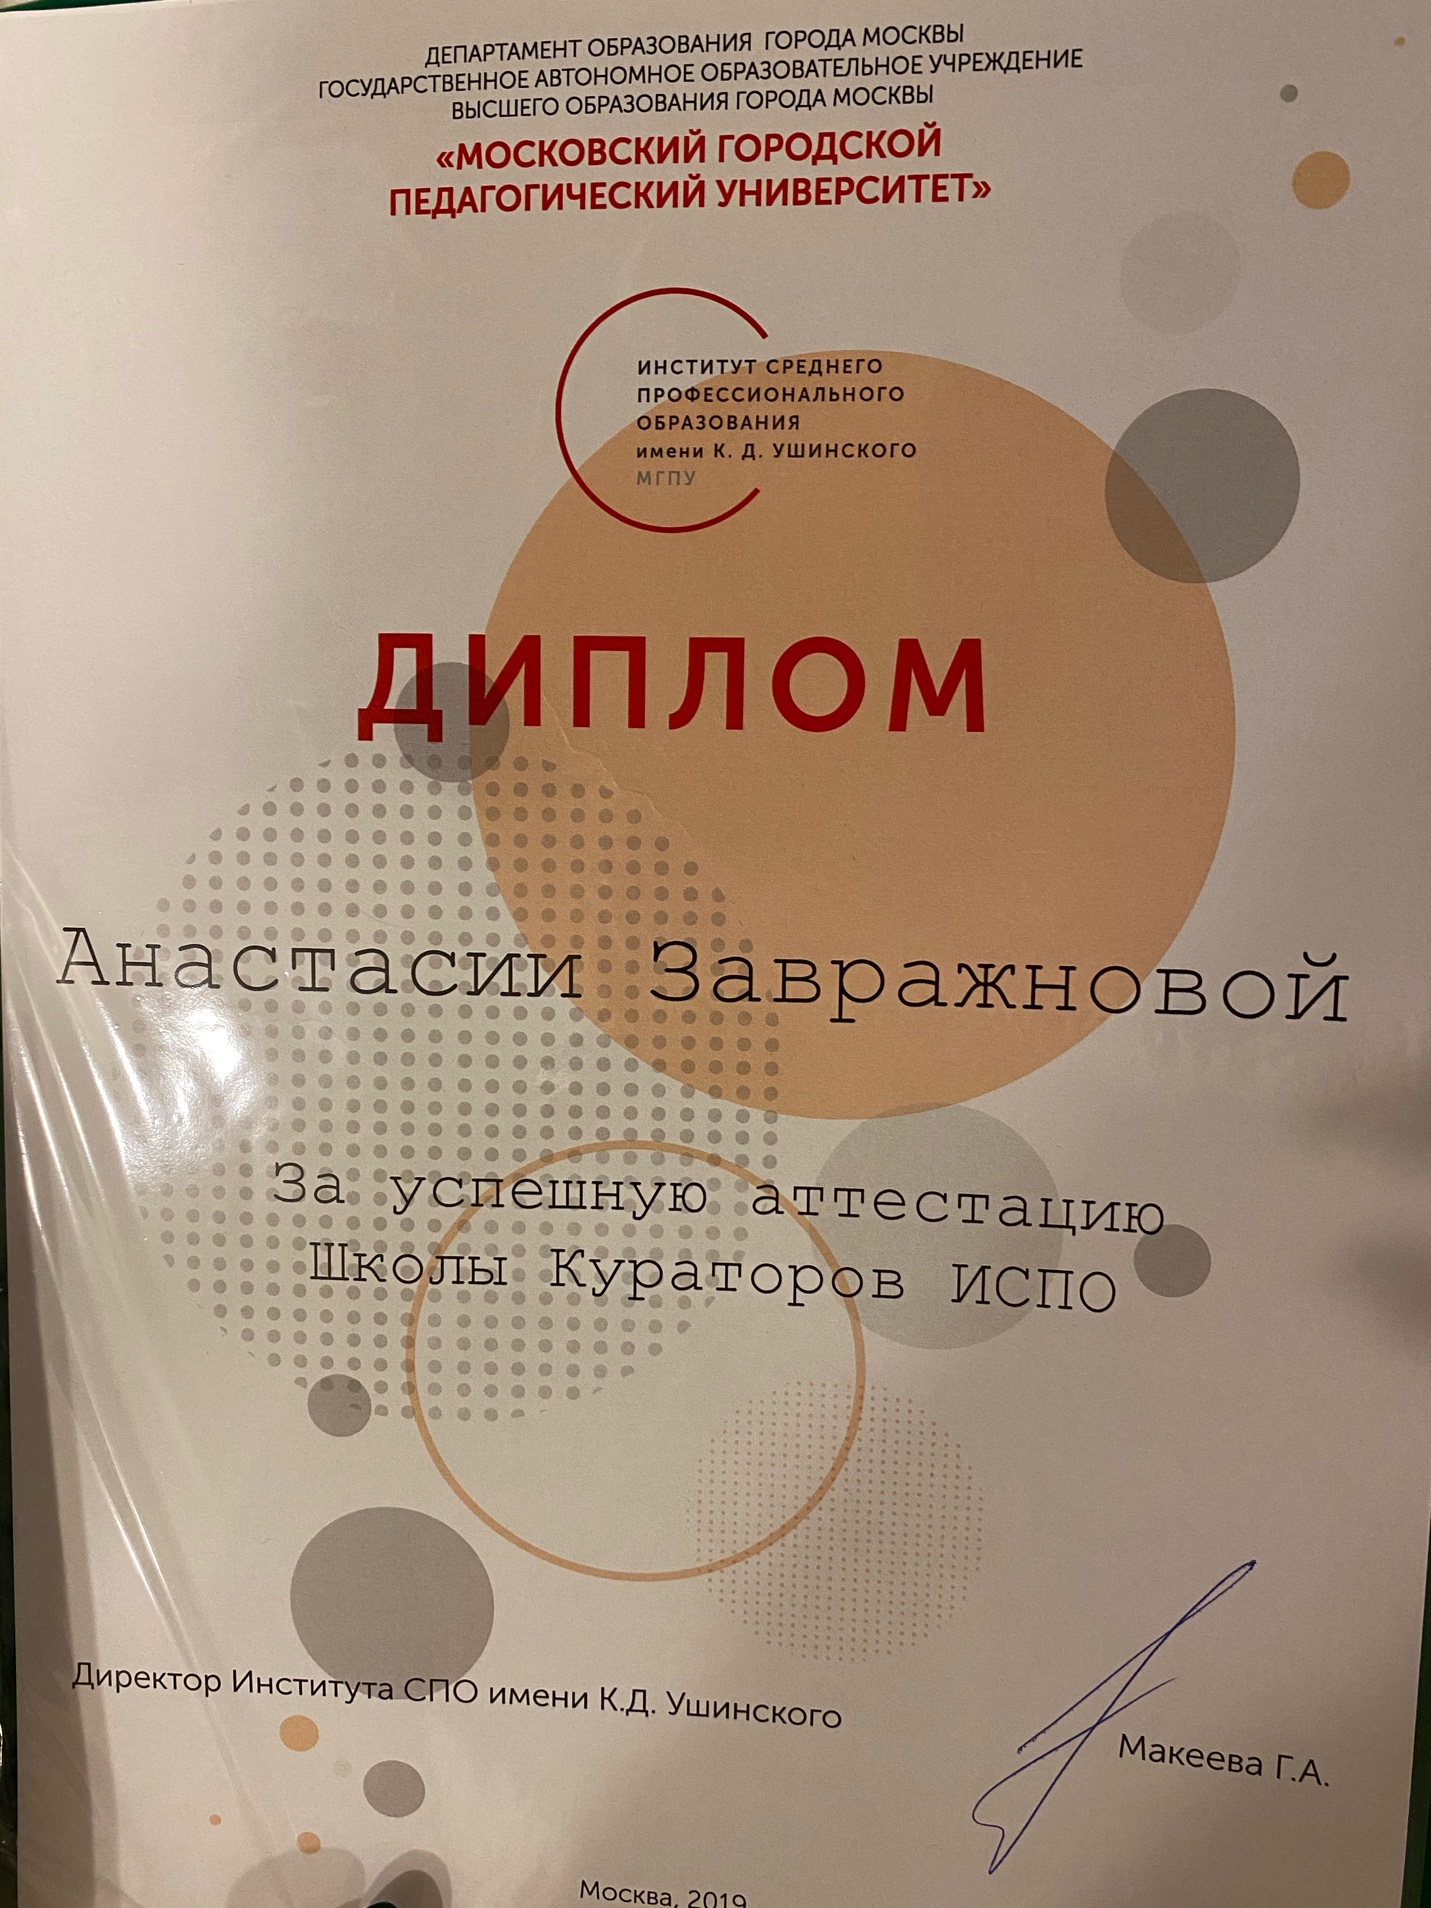 ДЕПАРТАМЕНТ ОБРАЗОВАНИЯ ГОРОДА МОСКВЫ
ГОСУДАРСТВЕННОЕ АВТОНОМНОЕ ОБРАЗОВАТЕЛЬНОЕ УЧРЕЖДЕНИЕ
ВЫСШЕГО ОБРАЗОВАНИЯ ГОРОДА МОСКВЫ
«МОСКОВСКИЙ ГОРОДСКОЙ
ПЕДАГОГИЧЕСКИЙ УНИВЕРСИТЕТ»
ИНСТИТУТ СРЕДНЕГО
ПРОФЕССИОНАЛЬНОГО
ОБРАЗОВАНИЯ
имени К. Д. УШИНСКОГО
МГПУ
ДИПЛОМ
Анастасии Завражновой
За успешную аттестацию
Школы Кураторов ИСПО
Директор Института СПО имени К.Д. Ушинского
Макеева Г.А.
Москва, 2019